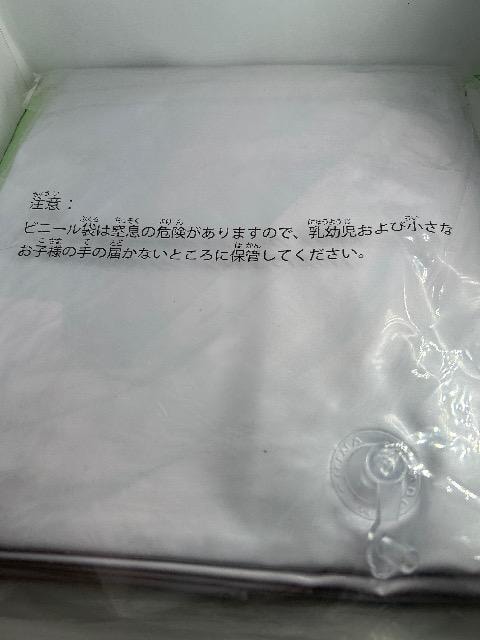 注意：
ビニール袋は窒息の危険がありますので、乳幼児および小さな
お子様の手の届かないところに保管してください。
CHINA